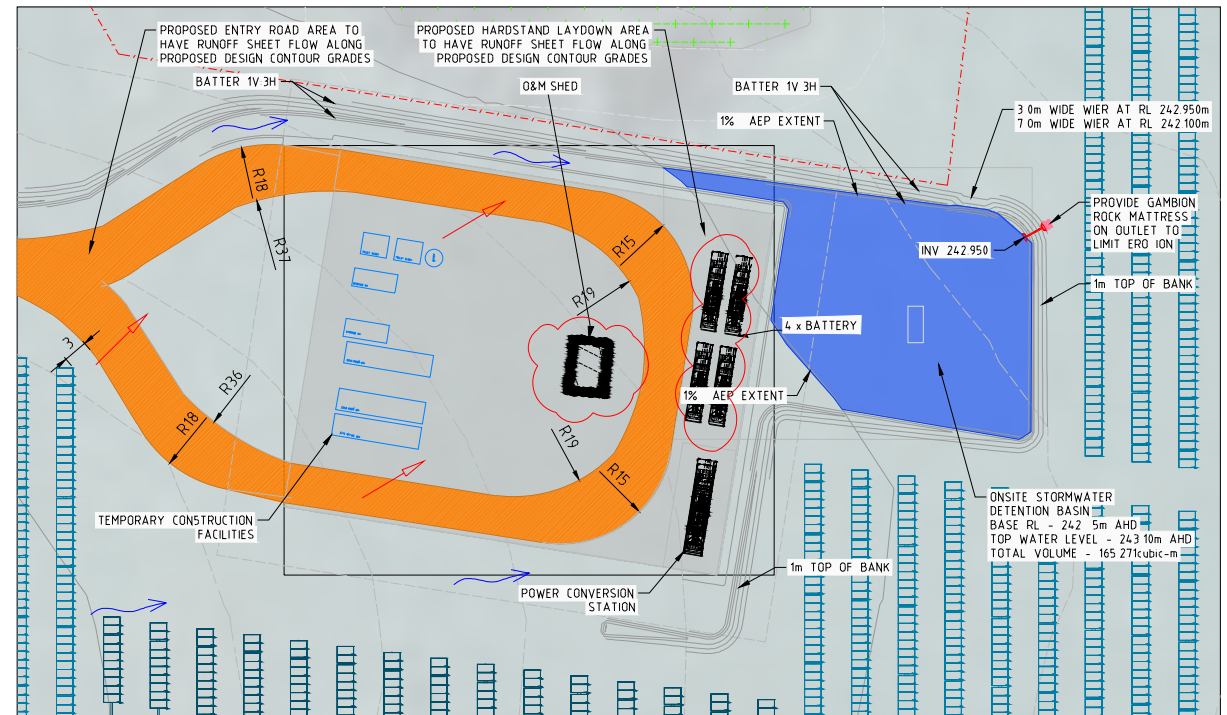 PROPOSED ENTRY ROAD AREA TO
HAVE RUNOFF SHEET FLOW ALONG
PROPOSED DESIGN CONTOUR GRADES
PROPOSED HARDSTAND LAYDOWN AREA
TO HAVE RUNOFF SHEET FLOW ALONG
PROPOSED DESIGN CONTOUR GRADES
BATTER 1V 3H
O&M SHED
BATTER 1V 3H
1% AEP EXTENT
3 0m WIDE WIER AT RL 242.950m
7 0m WIDE WIER AT RL 242.100m
R18
R37
R15
R19
PROVIDE GAMBION
ROCK MATTRESS
ON OUTLET TO
LIMIT ERO ION
INV 242.950
1m TOP OF BANK
4 x BATTERY
3
R36
R18
1% AEP EXTENT
R19
R15
TEMPORARY CONSTRUCTION
FACILITIES
ONSITE STORMWATER
DETENTION BASIN
BASE RL - 242 5m AHD
TOP WATER LEVEL - 243 10m AHD
TOTAL VOLUME - 165 271cubic-m
1m TOP OF BANK
POWER CONVERSION
STATION